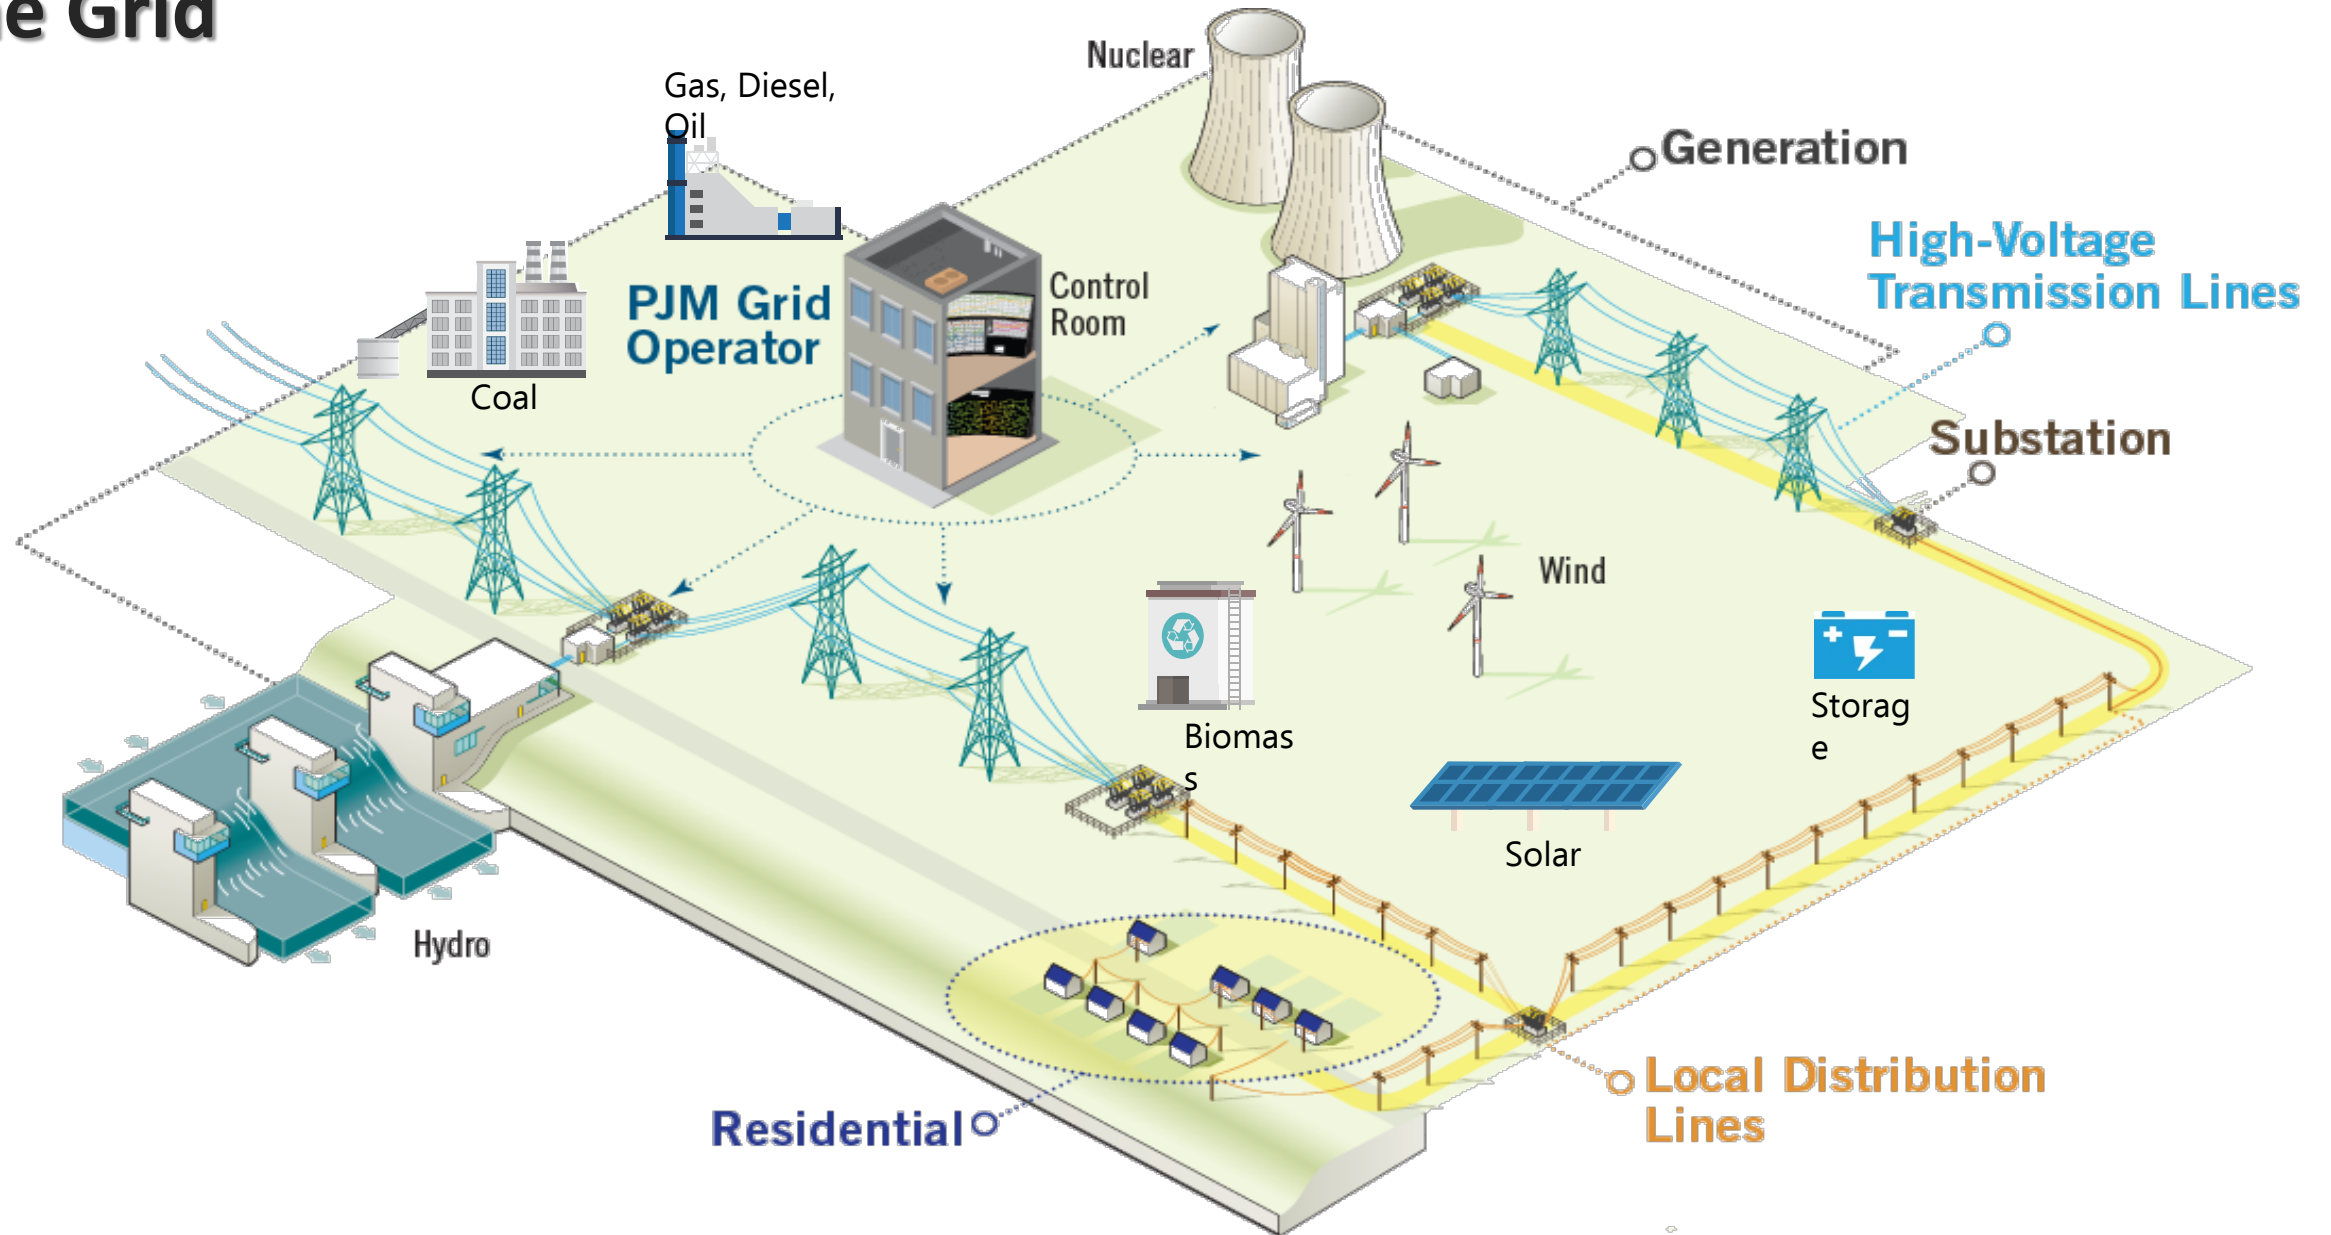 e Grid
Nuclear
Gas, Diesel,
Oil
Generation
High-Voltage
Transmission Lines
PJM Grid
Operator
Control
Room
Coal
Substation
Wind
Storag
e
Biomas
s
Solar
Hydro
Residential
Local Distribution
Lines